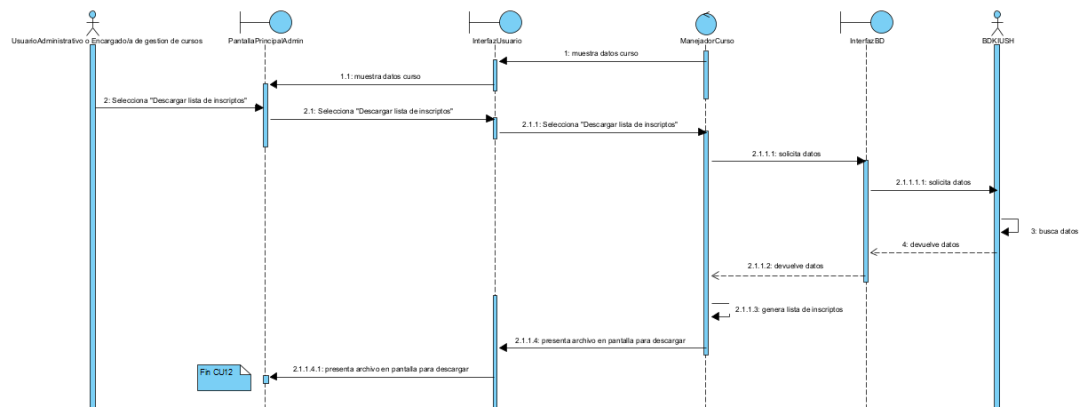 UsuarioAdministrativo o Encargado/a de gestion de cursos
PantallaPrincipalAdmin
InterfazUsuario
ManejadorCurso
InterfazBD
BDKIUSH
1: muestra datos curso
1.1: muestra datos curso
2: Selecciona "Descargar lista de inscriptos"
2.1: Selecciona "Descargar lista de inscriptos"
2.1.1: Selecciona "Descargar lista de inscriptos"
2.1.1.1: solicita datos
2.1.1.1.1: solicita datos
3: busca datos
4: devuelve datos
2.1.1.2: devuelve datos
2.1.1.3: genera lista de inscriptos
2.1.1.4: presenta archivo en pantalla para descargar
2.1.1.4.1: presenta archivo en pantalla para descargar
Fin CU12